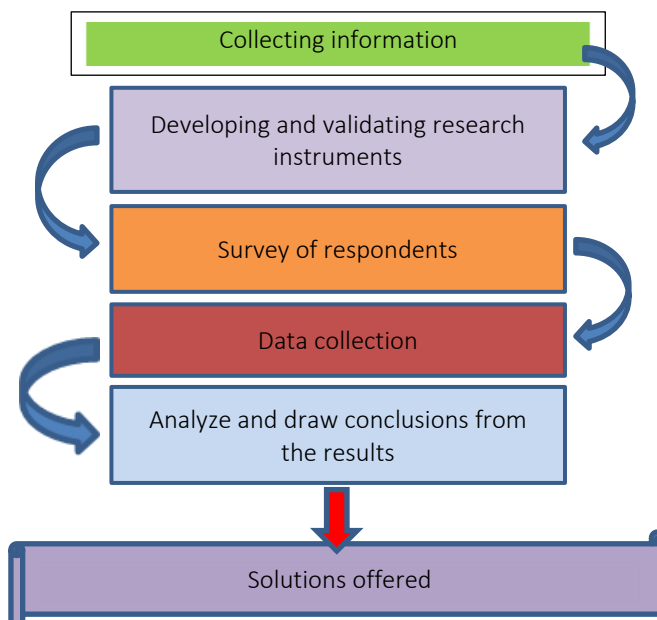 Collecting information
Developing and validating research
instruments
Survey of respondents
Data collection
Analyze and draw conclusions from
the results
Solutions offered